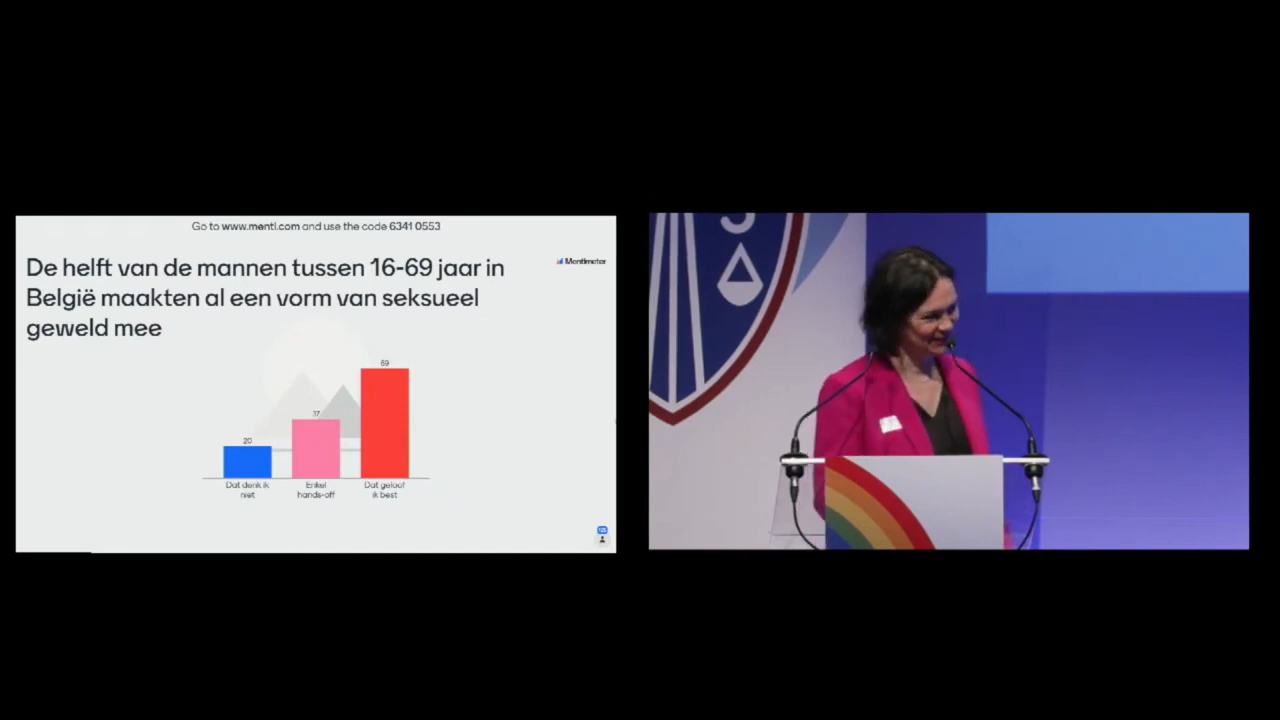 Go to www.menti.com and use the code 6341 0553
De helft van de mannen tussen 16-69 jaar in
België maakten al een vorm van seksueel
geweld mee
Mentimeter
69
37
20
Dat denk ik
niet
Enkel
hands-off
Dat geloof
ik best
S